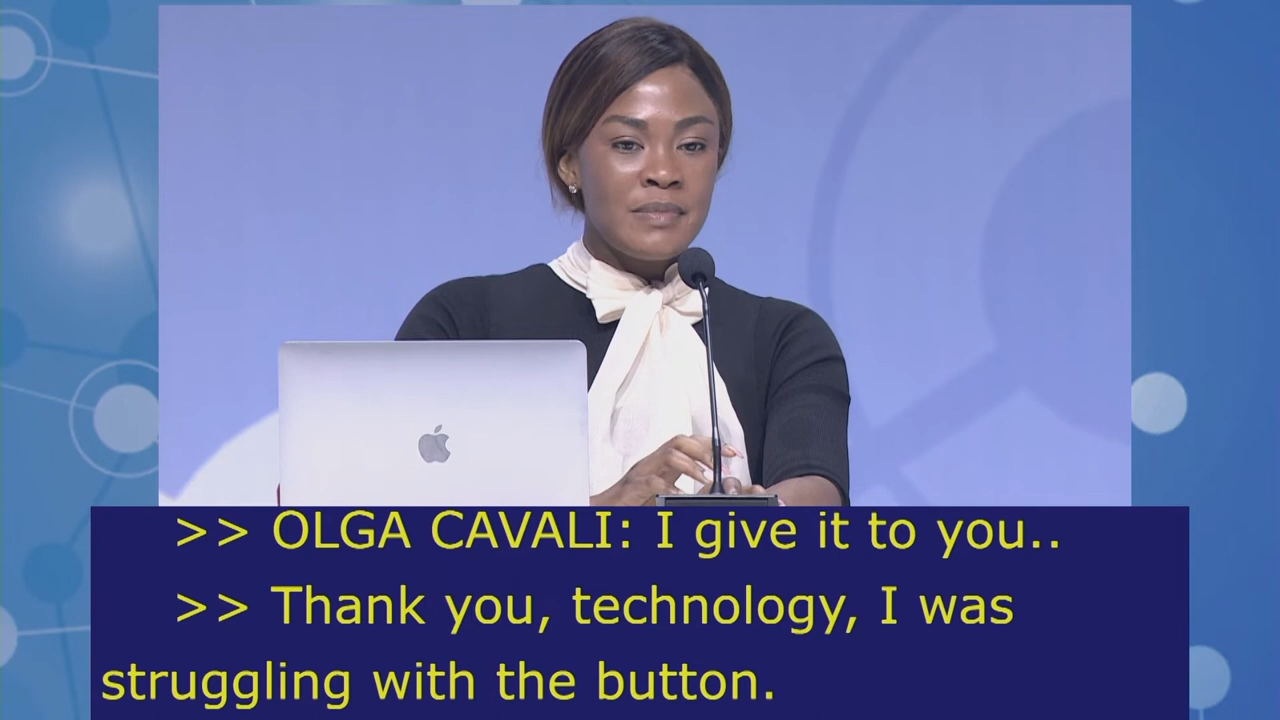 >> OLGA CAVALI: I give it to you..
>> Thank you, technology, I was
struggling with the button.